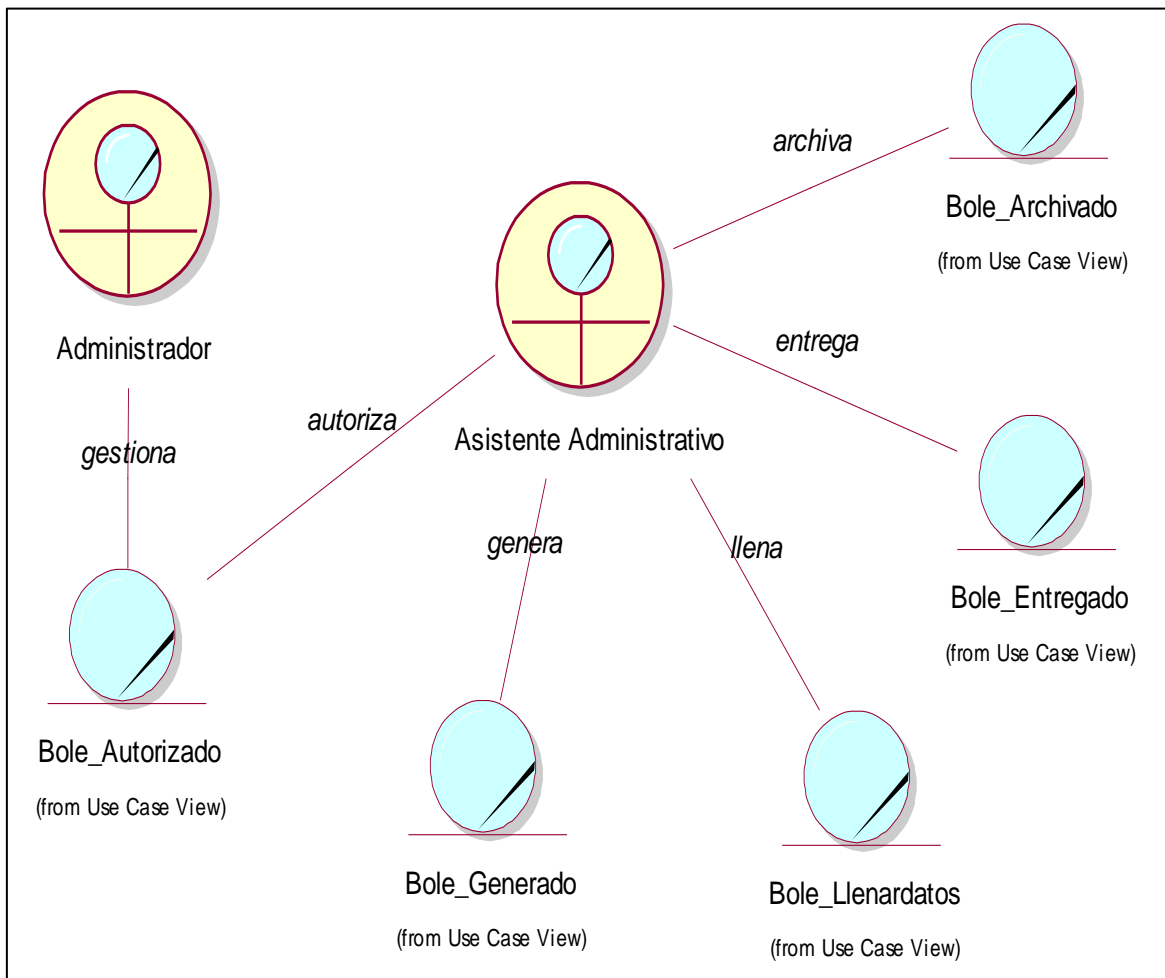 archiva
Bole_Archivado
(from Use Case View)
Administrador
entrega
autoriza
Asistente Administrativo
gestiona
genera
llena
Bole_Entregado
(from Use Case View)
Bole_Autorizado
(from Use Case View)
Bole_Generado
(from Use Case View)
Bole_Llenardatos
(from Use Case View)